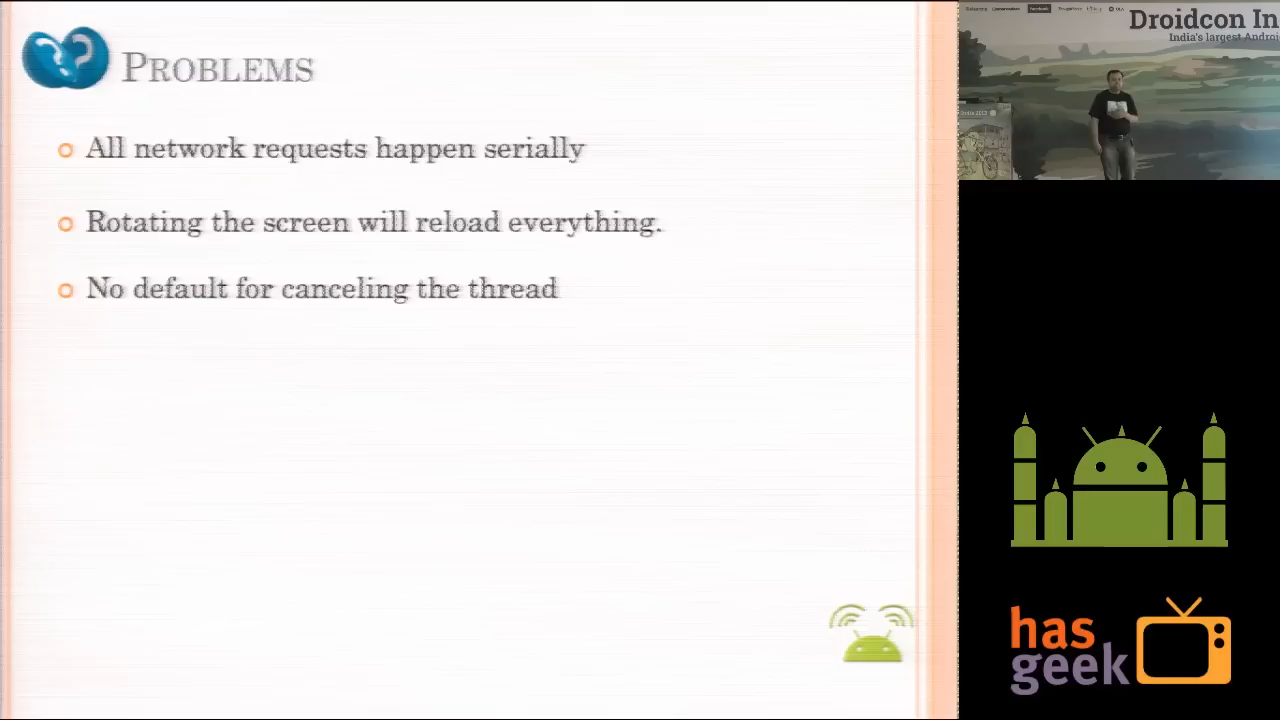 PROBLEMS
All network requests happen serially
Rotating the screen will reload everything.
No default for canceling the thread
Droidcon In
India's largest Androi
has
geek